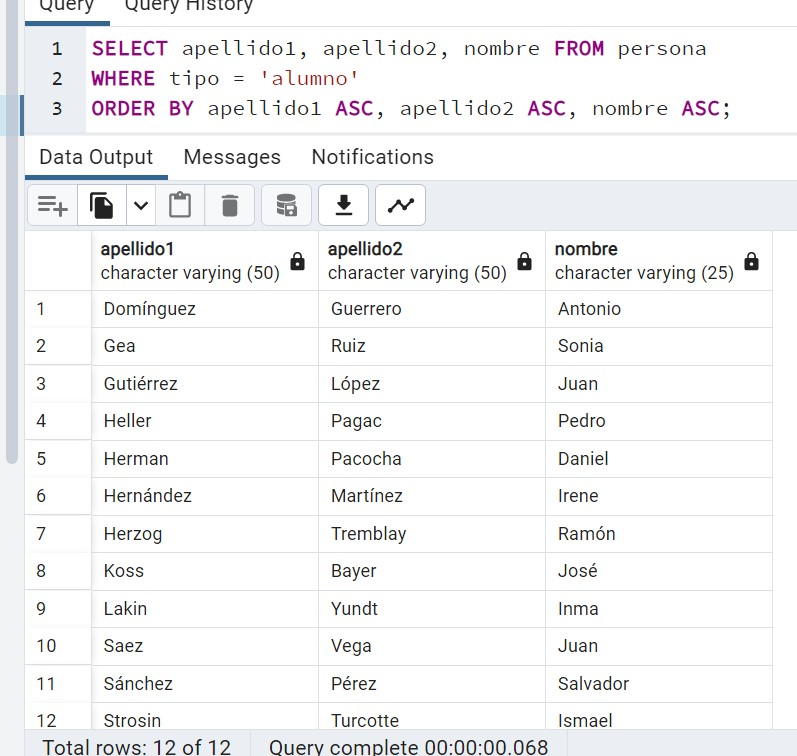 Query Query History
1 SELECT apellido1, apellido2, nombre FROM persona
2 WHERE tipo = 'alumno'
3 ORDER BY apellido1 ASC, apellido2 ASC, nombre ASC;
Data Output Messages Notifications
apellido1 apellido2 nombre
character varying (50) character varying (50) character varying (25)
1 Domínguez Guerrero Antonio
2 Gea Ruiz Sonia
3 Gutiérrez López Juan
4 Heller Pagac Pedro
5 Herman Pacocha Daniel
6 Hernández Martínez Irene
7 Herzog Tremblay Ramón
8 Koss Bayer José
9 Lakin Yundt Inma
10 Saez Vega Juan
11 Sánchez Pérez Salvador
12 Strosin Turcotte Ismael
Total rows: 12 of 12 Query complete 00:00:00.068